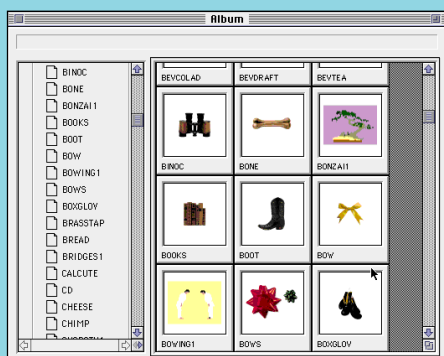 Album
BINOC
BONE
BONZAI1
BOOKS
BOOT
BOW
BOWING1
BOWS
BOXGLOV
BRASSTAP
BREAD
BRIDGES1
CALCUTE
CD
CHEESE
CHIMP
BEVCOLAD
BEVDRAFT
BEVTEA
BINOC
BONE
BONZAI1
BOOKS
BOOT
BOW
BOWING1
BOWS
BOXGLOV